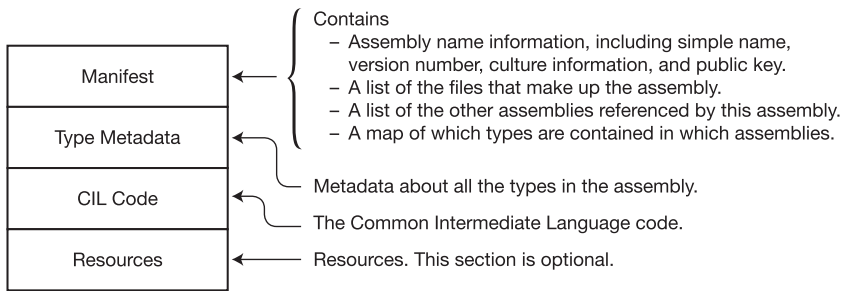 Contains
– Assembly name information, including simple name,
version number, culture information, and public key.
– A list of the files that make up the assembly.
– A list of the other assemblies referenced by this assembly.
– A map of which types are contained in which assemblies.
Manifest
Type Metadata
Metadata about all the types in the assembly.
CIL Code
The Common Intermediate Language code.
Resources
Resources. This section is optional.